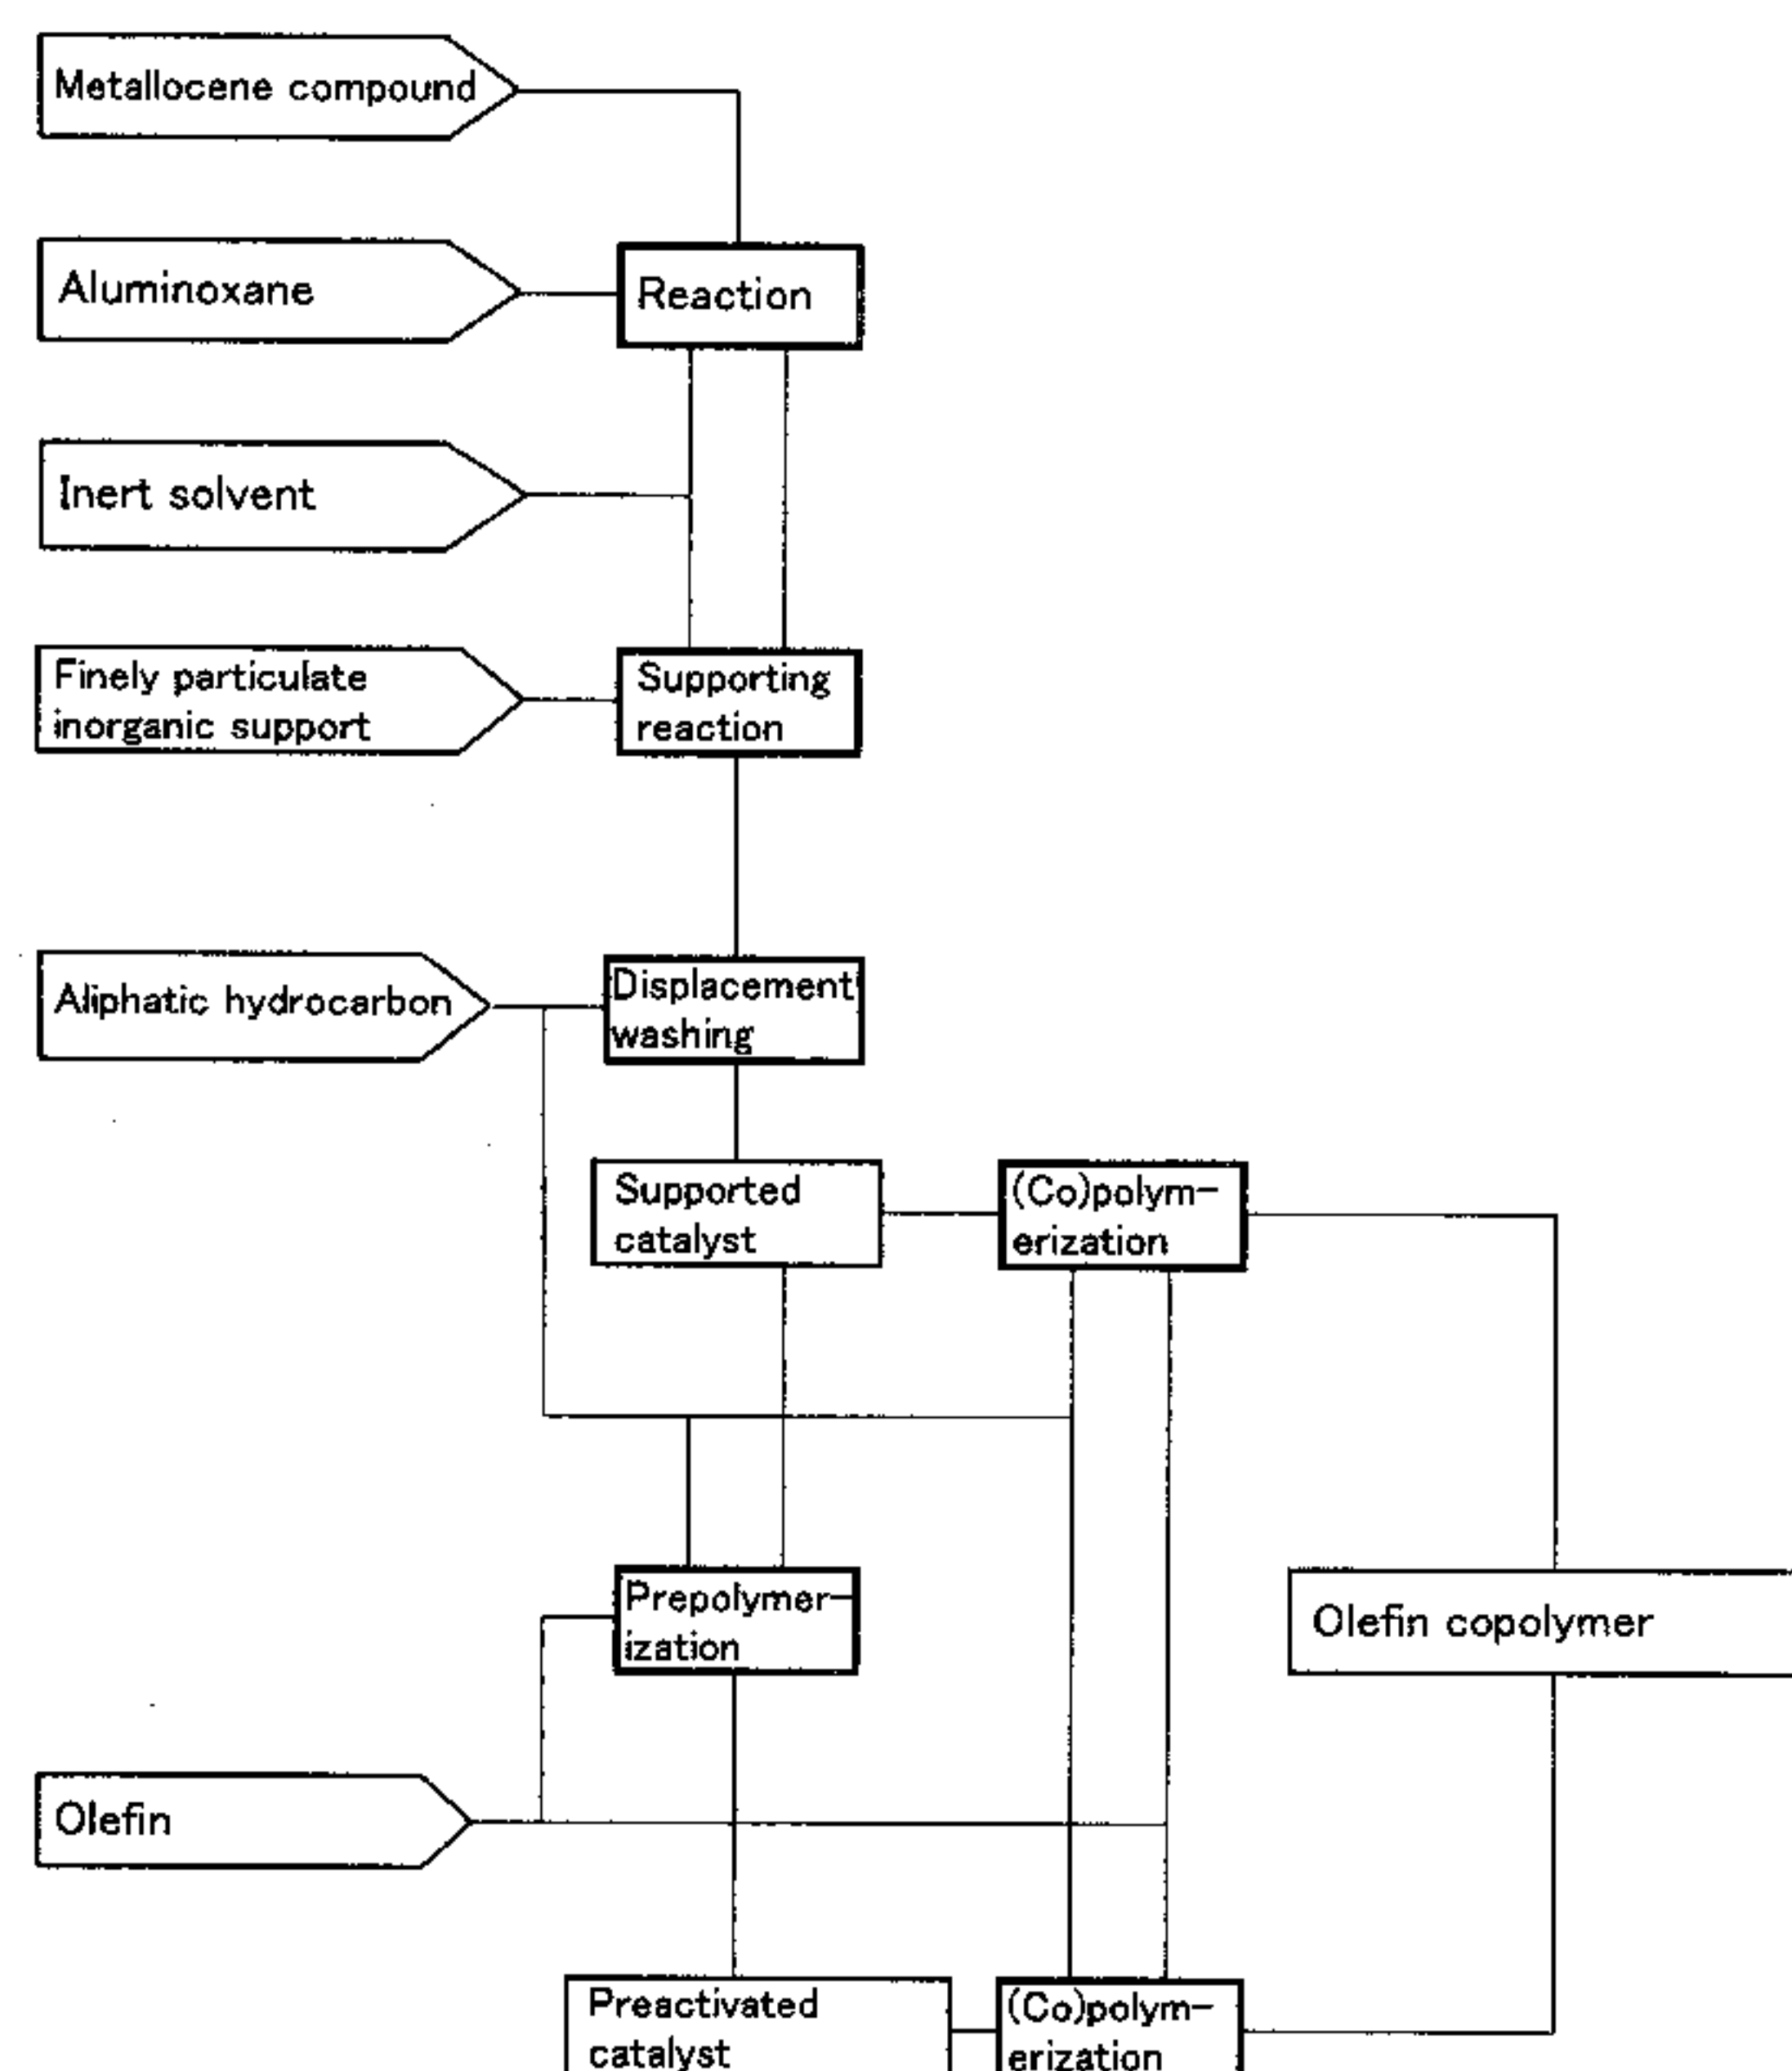 Metallocene compound
Aluminoxane
Reaction
Inert solvent
Finely particulate
inorganic support
Supporting
reaction
Aliphatic hydrocarbon
Displacement
washing
Supported
catalyst
(Co)polym-
erization
Prepolymer-
ization
Olefin copolymer
Olefin
Preactivated
catalyst
(Co)polym-
erization